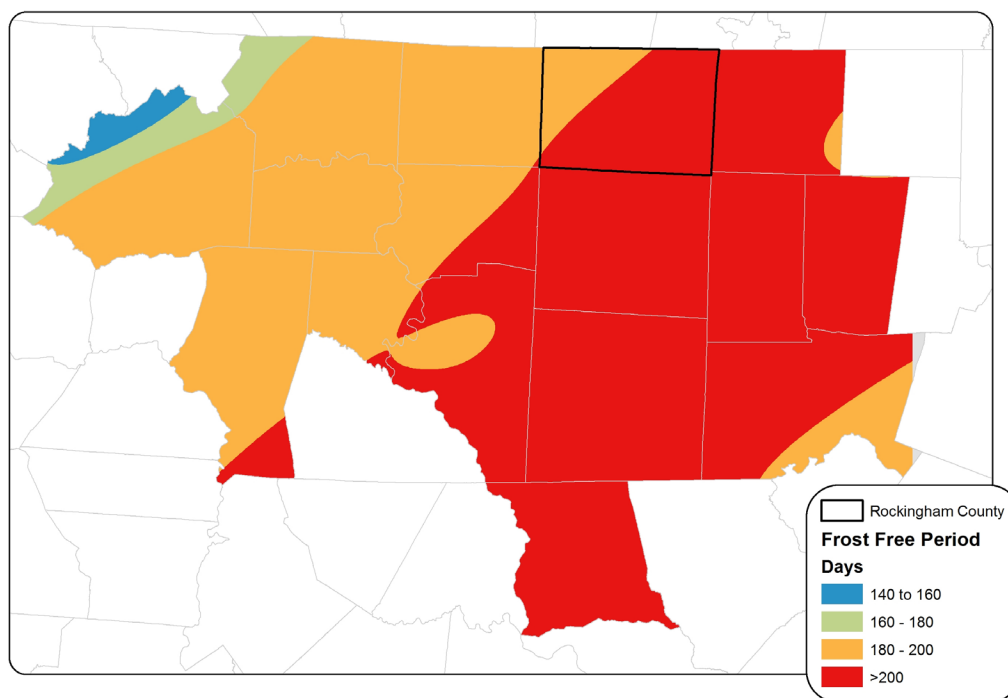 Rockingham County
Frost Free Period
Days
140 to 160
160 - 180
180 - 200
>200